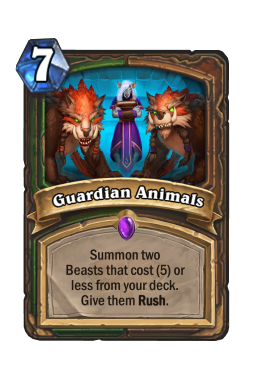 7
Guardian Animals
Summon two
Beasts that cost (5) or
less from your deck.
Give them Rush.